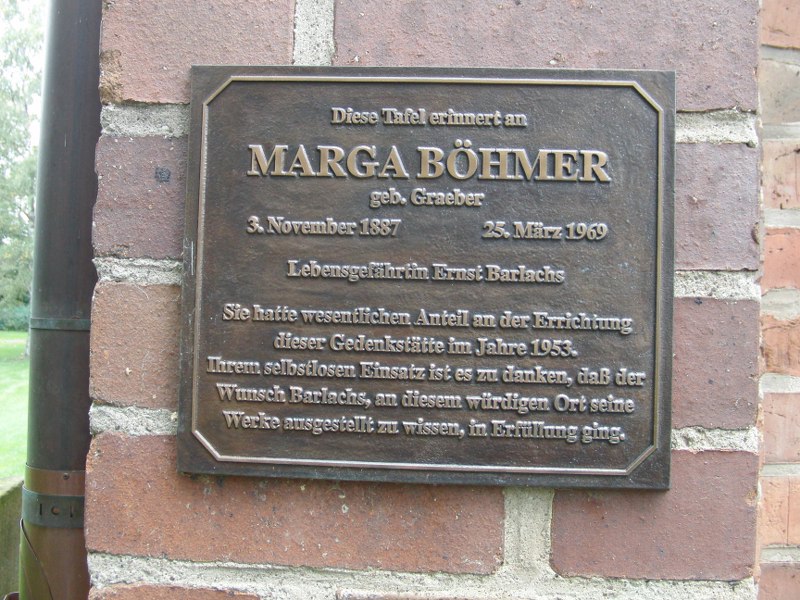 Diese Tafel erinnert an
MARGA BÖHMER
geb. Graeber
3. November 1887 25. März 1969
Lebensgefährtin Ernst Barlachs
Sie hatte wesentlichen Anteil an der Errichtung
dieser Gedenkstätte im Jahre 1953.
Ihrem selbstlosen Einsatz ist es zu danken, daß der
Wunsch Barlachs, an diesem würdigen Ort seine
Werke ausgestellt zu wissen, in Erfüllung ging.